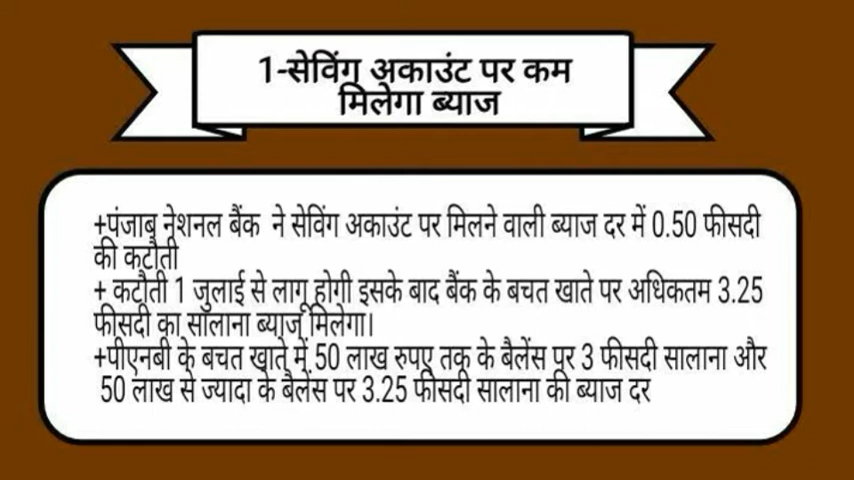 1-सेविंग अकाउंट पर कम
मिलेगा ब्याज
+पंजाब नेशनल बैंक ने सेविंग अकाउंट पर मिलने वाली ब्याज दर में 0.50 फीसदी
की कटौती
+ कटौती 1 जुलाई से लागू होगी इसके बाद बैंक के बचत खाते पर अधिकतम 3.25
फीसदी का सालाना ब्याज मिलेगा।
+पीएनबी के बचत खाते में 50 लाख रुपए तक के बैलेंस पर 3 फीसदी सालाना और
50 लाख से ज्यादा के बैलेंस पर 3.25 फीसदी सालाना की ब्याज दर